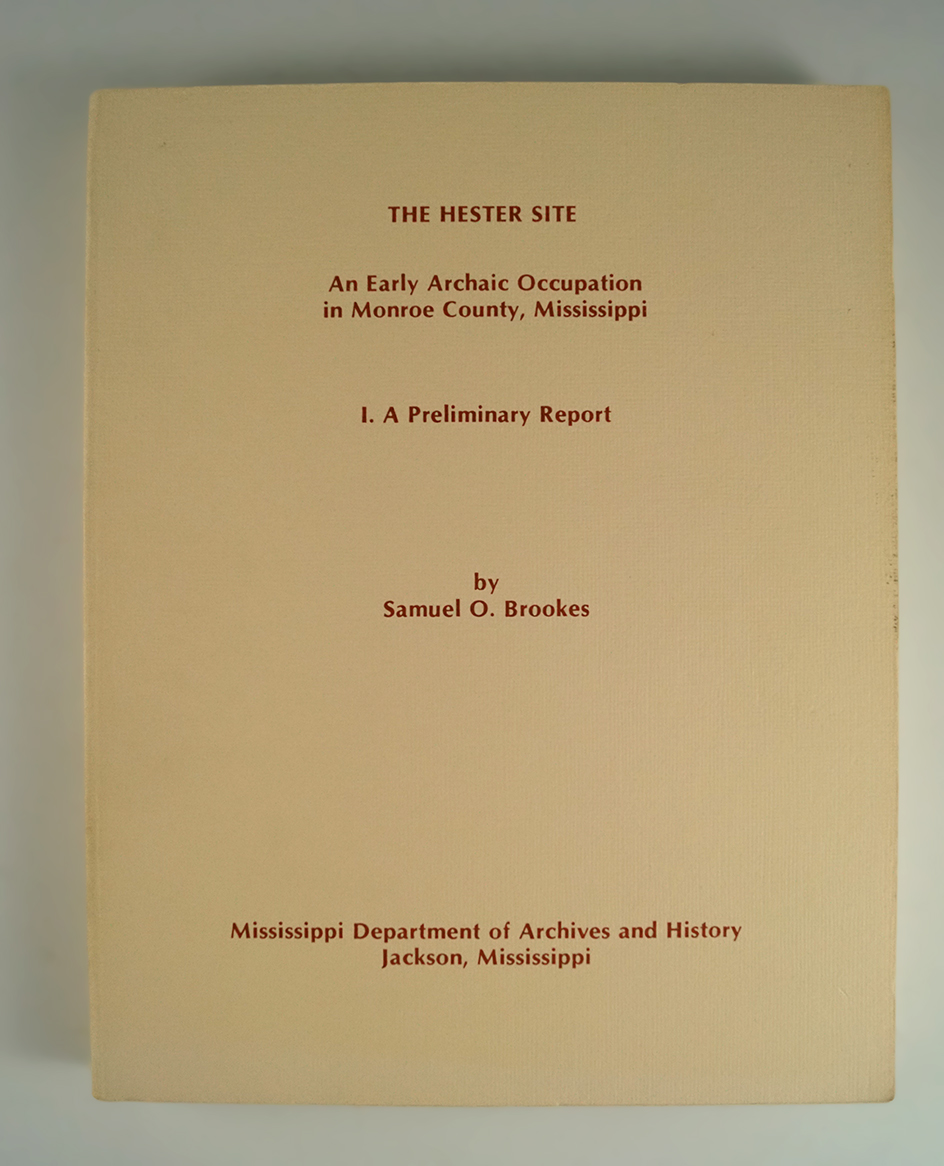 THE HESTER SITE
An Early Archaic Occupation
in Monroe County, Mississippi
I. A Preliminary Report
by
Samuel O. Brookes
Mississippi Department of Archives and History
Jackson, Mississippi